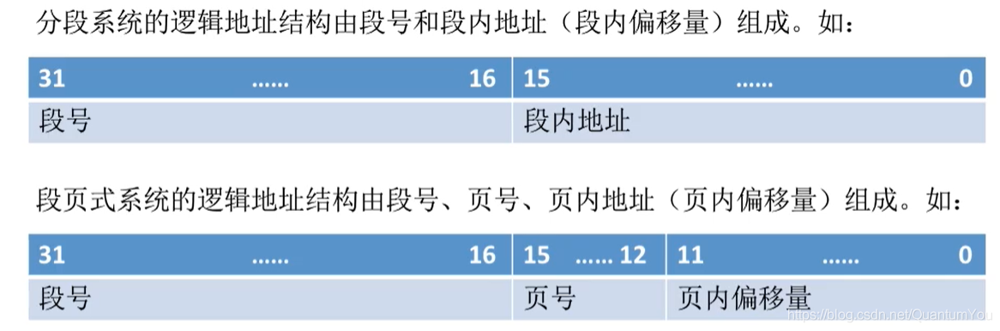 分段系统的逻辑地址结构由段号和段内地址（段内偏移量）组成。如：
31 …… 16 15 …… 0
段号 段内地址
段页式系统的逻辑地址结构由段号、页号、页内地址（页内偏移量）组成。如：
31 …… 16 15 …… 12 11 …… 0
段号 页号 页内偏移量
https://blog.csdn.net/QuantumYou